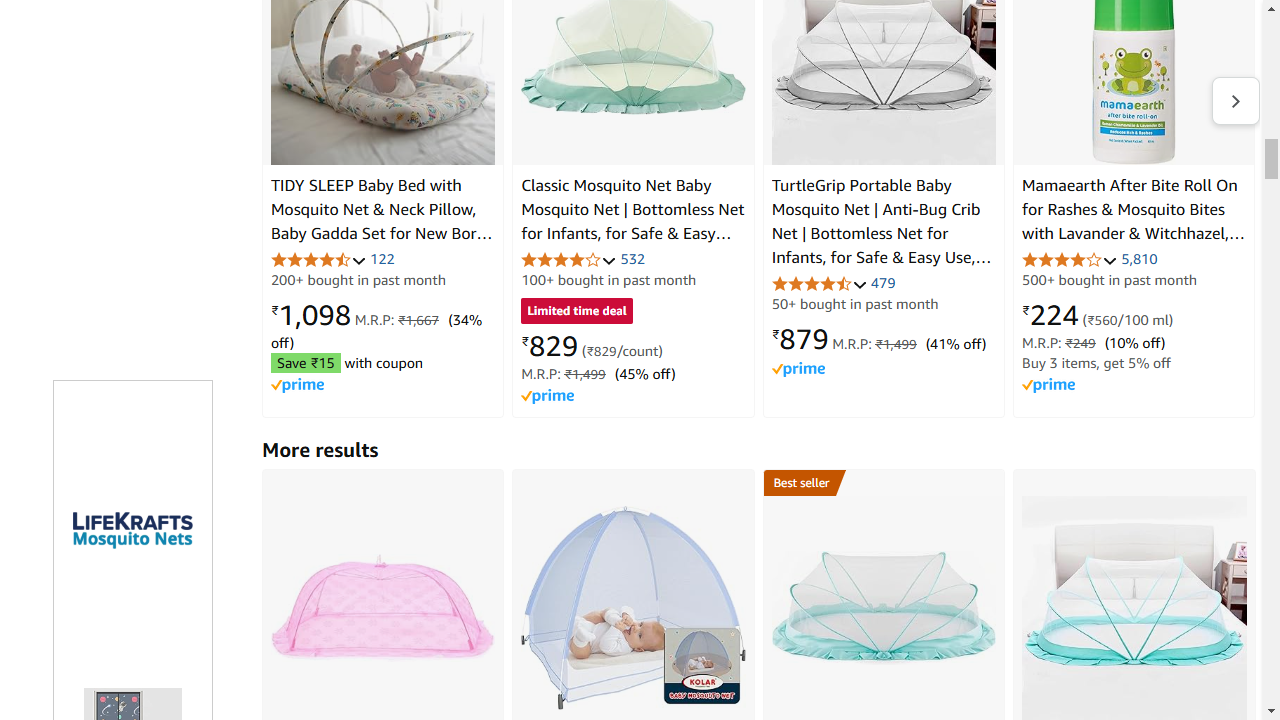 mamaearth
after bite roll-on
TIDY SLEEP Baby Bed with
Mosquito Net & Neck Pillow,
Baby Gadda Set for New Bor...
122
200+ bought in past month
₹1,098 M.R.P: ₹1,667 (34%
off)
Save ₹15 with coupon
prime
Classic Mosquito Net Baby
Mosquito Net | Bottomless Net
for Infants, for Safe & Easy...
532
100+ bought in past month
Limited time deal
₹829 (₹829/count)
M.R.P: ₹1,499 (45% off)
prime
TurtleGrip Portable Baby
Mosquito Net | Anti-Bug Crib
Net | Bottomless Net for
Infants, for Safe & Easy Use,...
479
50+ bought in past month
₹879 M.R.P: ₹1,499 (41% off)
prime
Mamaearth After Bite Roll On
for Rashes & Mosquito Bites
with Lavander & Witchhazel,...
5,810
500+ bought in past month
₹224 (₹560/100 ml)
M.R.P: ₹249 (10% off)
Buy 3 items, get 5% off
prime
LIFEKRAFTS
Mosquito Nets
More results
KOLAR
BABY MOSQUITO NET
Best seller